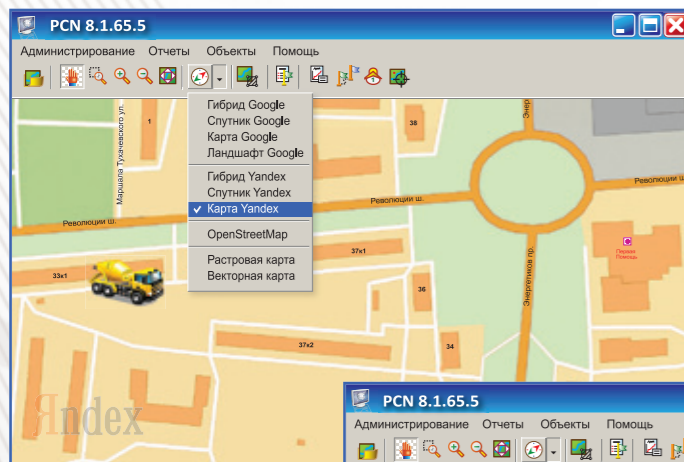 PCN 8.1.65.5
Администрирование Отчеты Объекты Помощь
Гибрид Google
Спутник Google
Карта Google
Ландшафт Google
Гибрид Yandex
Спутник Yandex
Карта Yandex
OpenStreetMap
Растровая карта
Векторная карта
Маршала Тухачевского ул.
1
38
Энер
Революции ш.
Революции ш.
Революции ш
37к1
33к1
36
Энергетиков пр.
Первая
Помощь
37к2
34
Яndex
PCN 8.1.65.5
Администрирование Отчеты Объекты Помощь